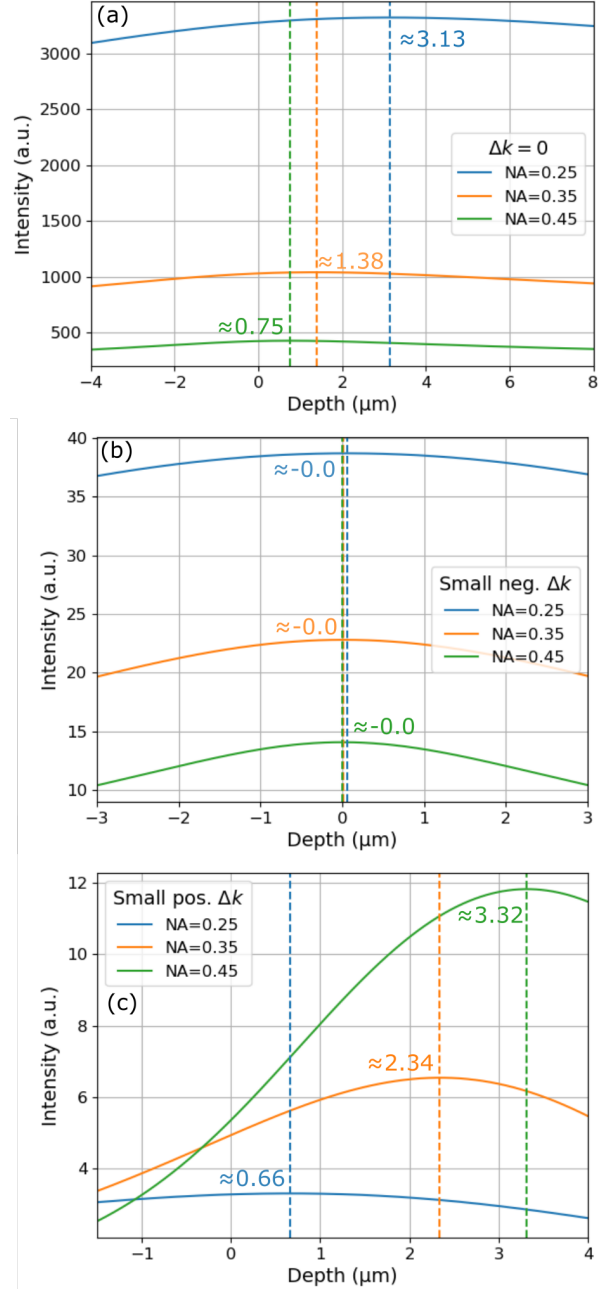 (a)
≈3.13
Δk = 0
NA=0.25
NA=0.35
NA=0.45
≈1.38
≈0.75
Intensity (a.u.)
3000
2500
2000
1500
1000
500
−4 −2 0 2 4 6 8
Depth (µm)
(b)
≈-0.0
≈-0.0
≈-0.0
Small neg. Δk
NA=0.25
NA=0.35
NA=0.45
Intensity (a.u.)
40
35
30
25
20
15
10
−3 −2 −1 0 1 2 3
Depth (µm)
Small pos. Δk
NA=0.25
NA=0.35
NA=0.45
(c)
≈3.32
≈2.34
≈0.66
Intensity (a.u.)
12
10
8
6
4
−1 0 1 2 3 4
Depth (µm)